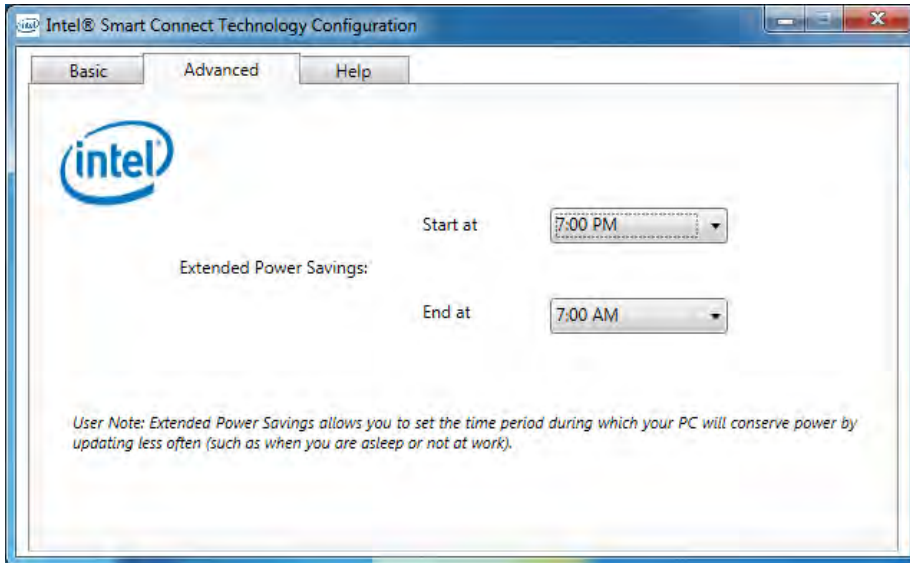 Intel® Smart Connect Technology Configuration
Basic Advanced Help
intel
Start at 7:00 PM
Extended Power Savings:
End at 7:00 AM
User Note: Extended Power Savings allows you to set the time period during which your PC will conserve power by
updating less often (such as when you are asleep or not at work).